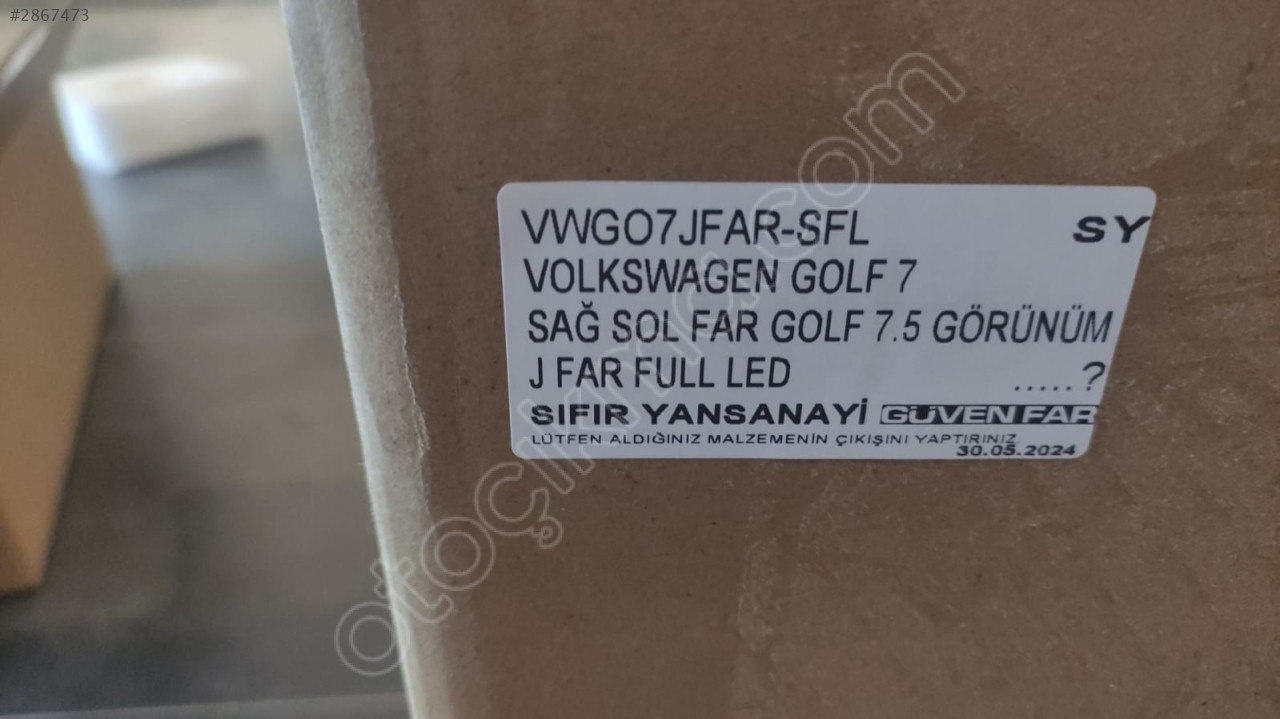 #2867473
VWGO7JFAR-SFL SY
VOLKSWAGEN GOLF 7
SAĞ SOL FAR GOLF 7.5 GÖRÜNÜM
J FAR FULL LED .....?
SIFIR YANSANAYİ GÜVEN FAR
LÜTFEN ALDIĞINIZ MALZEMENİN ÇIKIŞINI YAPTIRINIZ
30.05.2024
otoçıkma.com